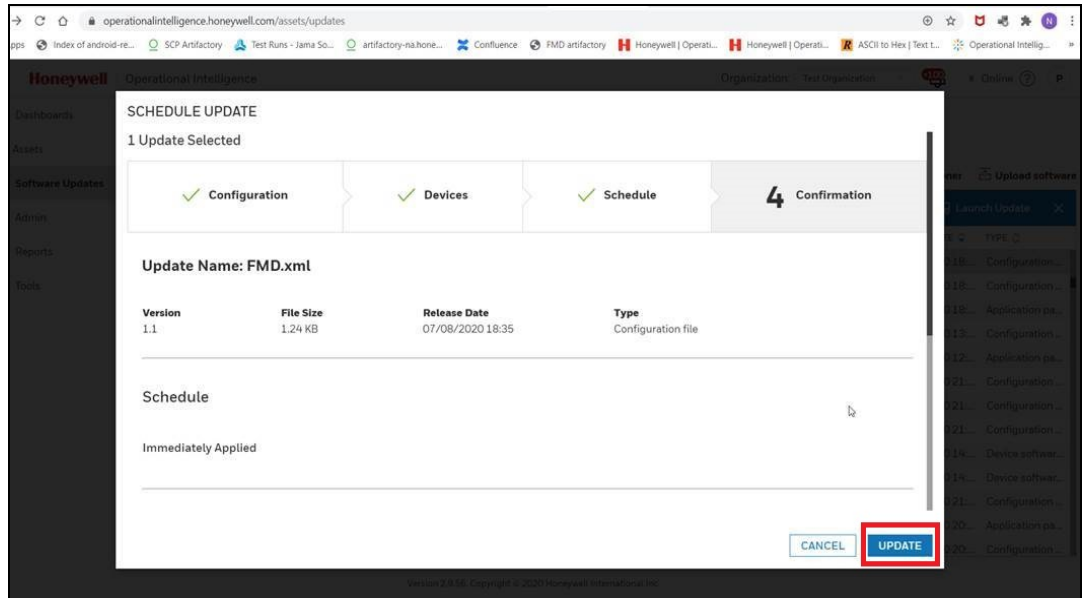 operationalintelligence.honeywell.com/assets/updates
N
pps Index of android-re... SCP Artifactory Test Runs - Jama So... artifactory-na.hone... Confluence FMD artifactory Honeywell | Operati... Honeywell | Operati... R ASCII to Hex | Text t... Operational Intellig... »
Honeywell Operational Intelligence Organization: Test Organization Online ? P
Dashboards
Assets
Software Updates
Admin
Reports
Tools
Upload software
Launch Update
TYPE
Configuration ...
Configuration ...
Application pa...
Configuration ...
Application pa...
Configuration ...
Configuration ...
Configuration ...
Device softwar...
Device softwar...
Configuration ...
Application pa...
Configuration ...
SCHEDULE UPDATE
1 Update Selected
Configuration Devices Schedule 4 Confirmation
Update Name: FMD.xml
Version File Size Release Date Type
1.1 1.24 KB 07/08/2020 18:35 Configuration file
Schedule
Immediately Applied
CANCEL UPDATE
Version 2.8.56 Copyright © 2020 Honeywell International Inc